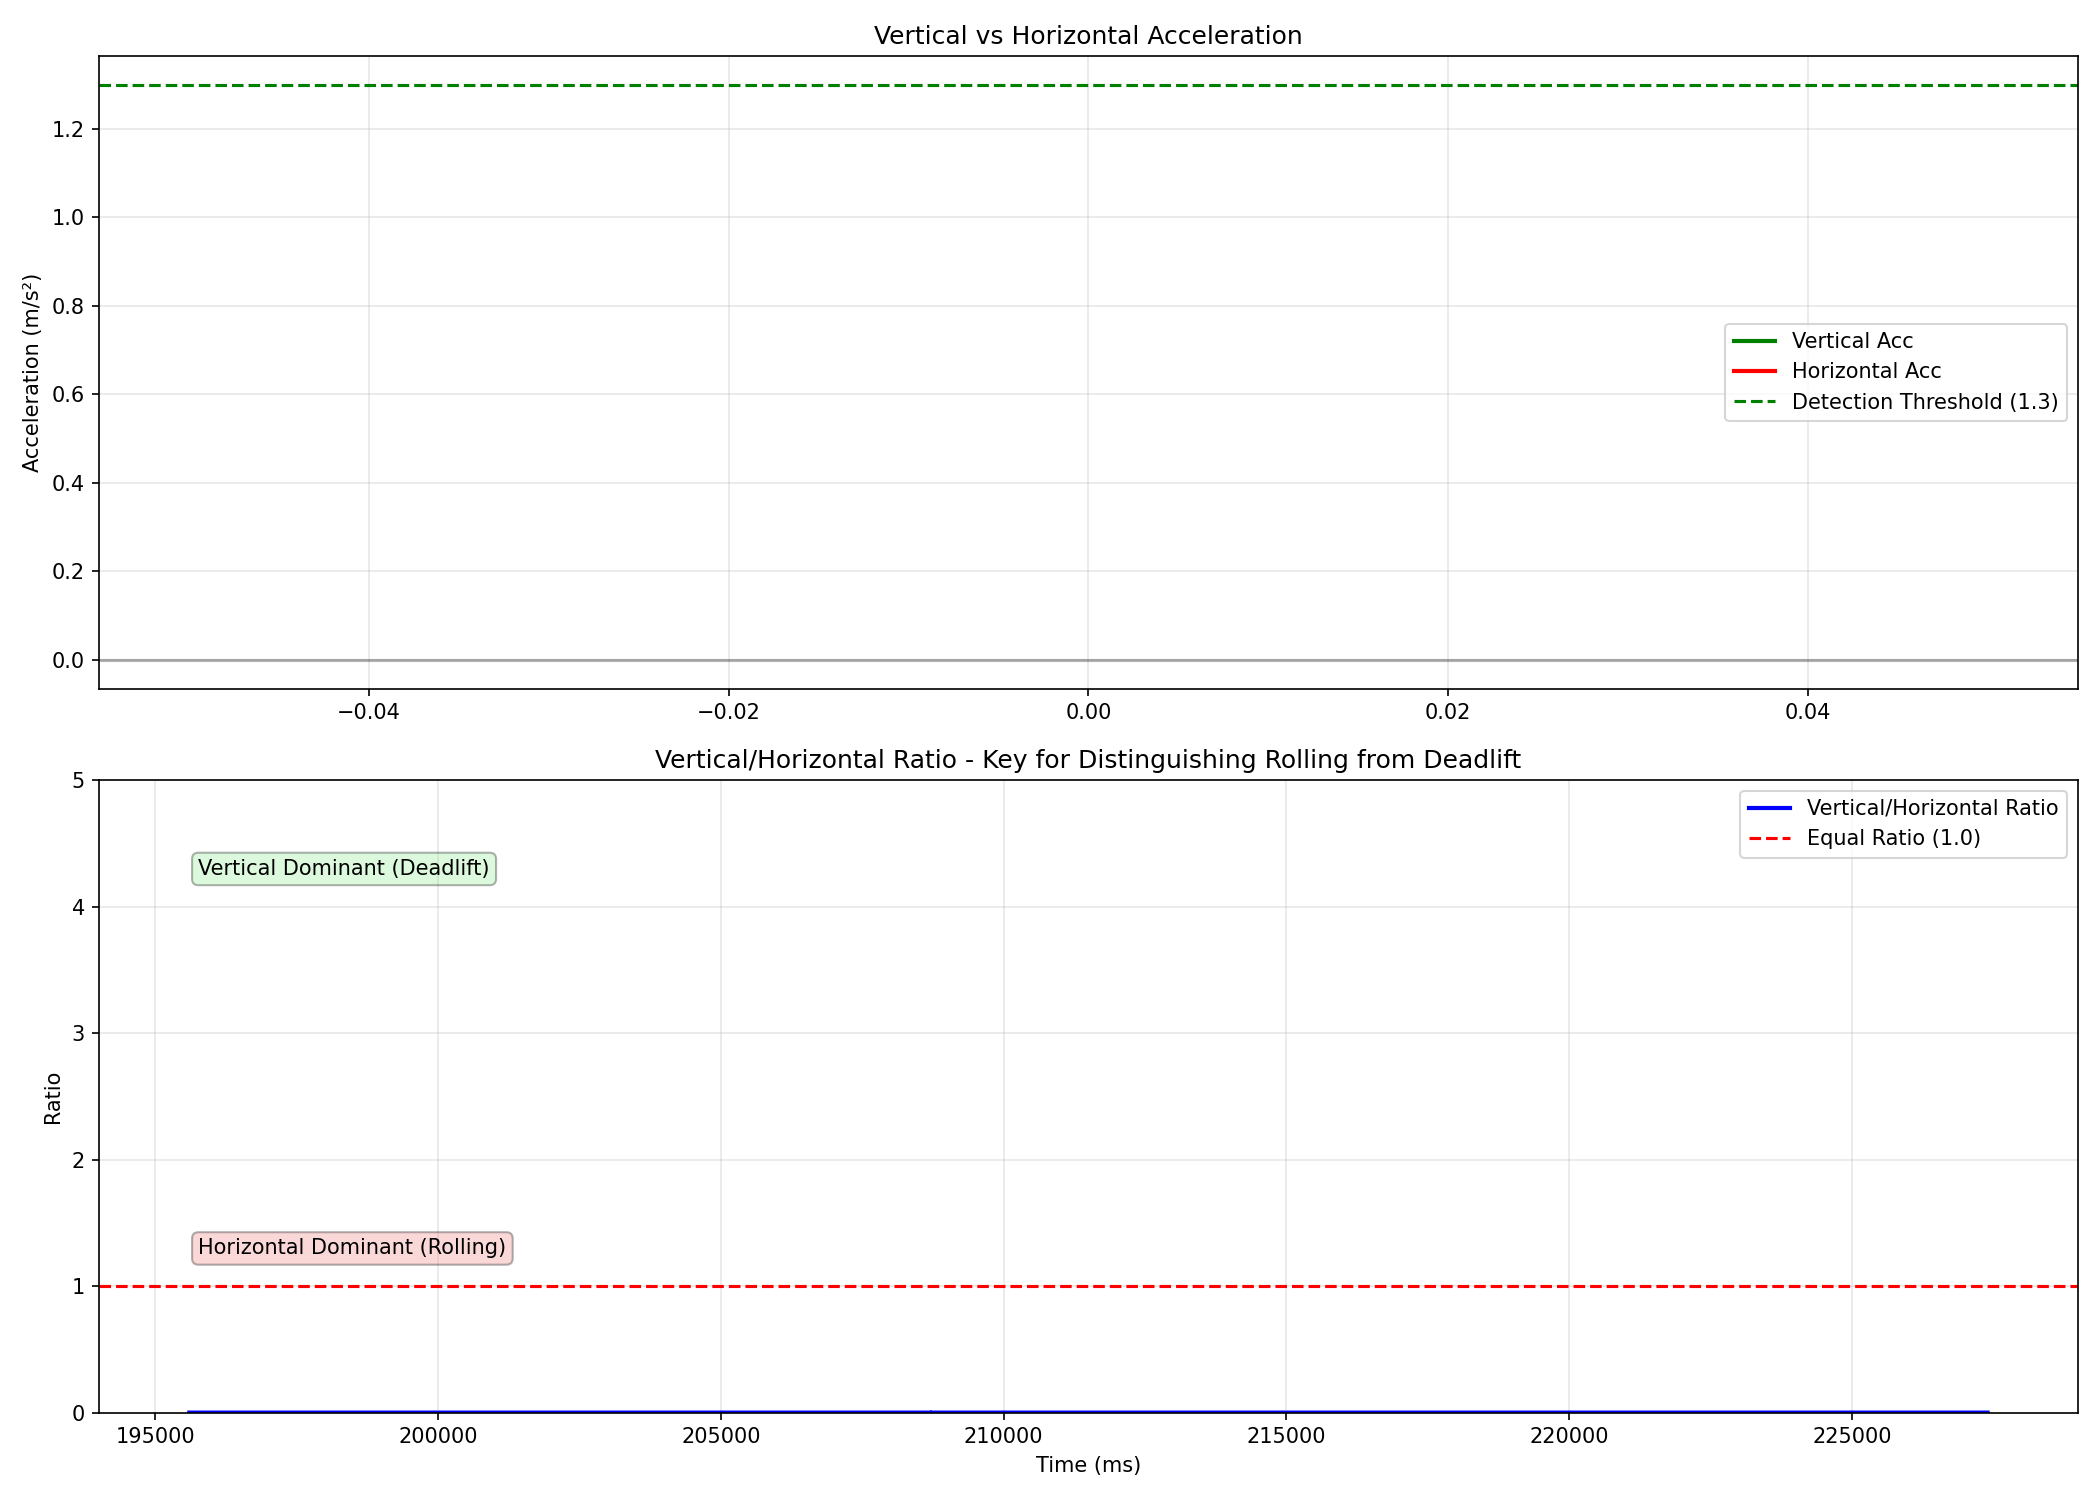 Vertical vs Horizontal Acceleration
Acceleration (m/s²)
1.2
1.0
0.8
0.6
0.4
0.2
0.0
Vertical Acc
Horizontal Acc
Detection Threshold (1.3)
−0.04 −0.02 0.00 0.02 0.04
Vertical/Horizontal Ratio - Key for Distinguishing Rolling from Deadlift
Ratio
5
4
3
2
1
0
Vertical/Horizontal Ratio
Equal Ratio (1.0)
Vertical Dominant (Deadlift)
Horizontal Dominant (Rolling)
195000 200000 205000 210000 215000 220000 225000
Time (ms)